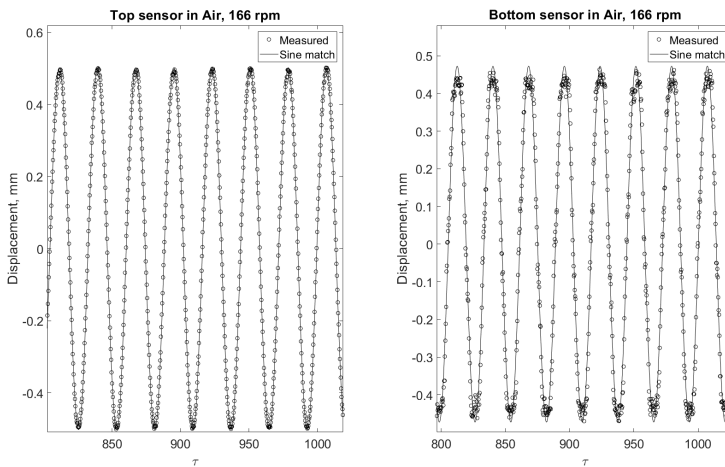 Top sensor in Air, 166 rpm
Measured
Sine match
0.6
0.4
0.2
0
-0.2
-0.4
Displacement, mm
850
900
950
1000
τ
Bottom sensor in Air, 166 rpm
Measured
Sine match
0.5
0.4
0.3
0.2
0.1
0
-0.1
-0.2
-0.3
-0.4
Displacement, mm
800
850
900
950
1000
τ